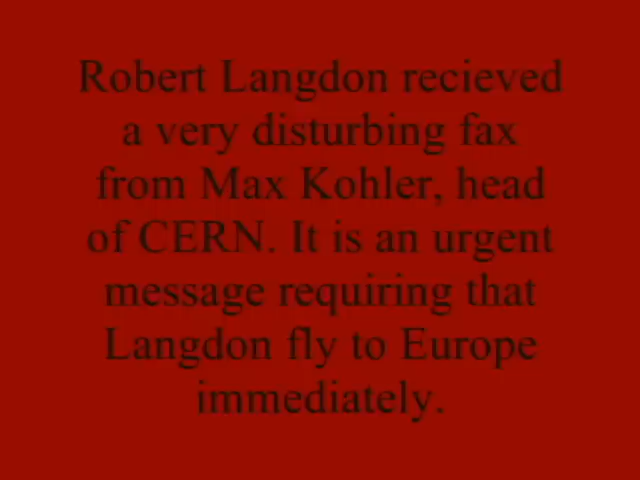 Robert Langdon recieved
a very disturbing fax
from Max Kohler, head
of CERN. It is an urgent
message requiring that
Langdon fly to Europe
immediately.